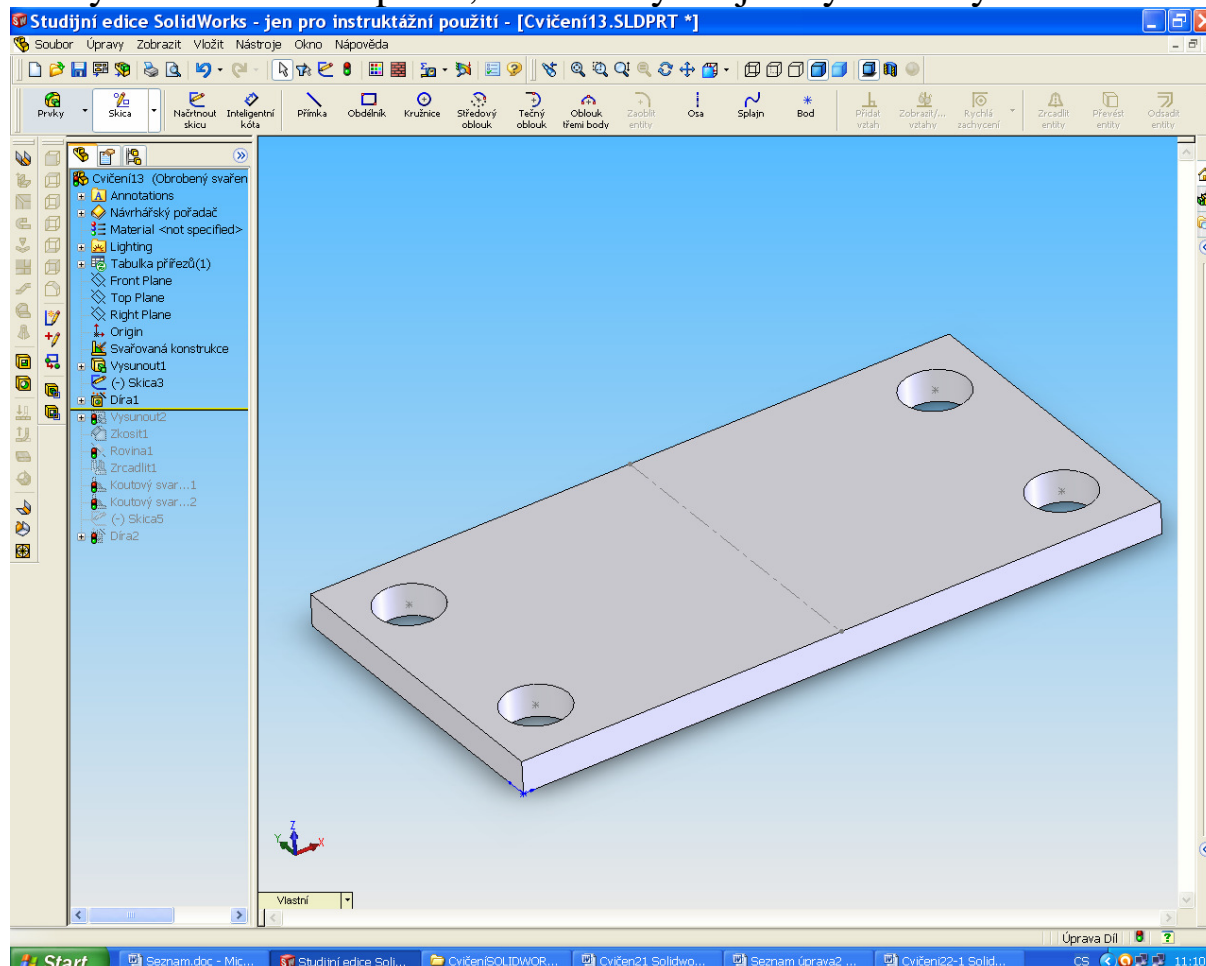 Studijní edice SolidWorks - jen pro instruktážní použití - [Cvičení13.SLDPRT *]
Soubor Úpravy Zobrazit Vložit Nástroje Okno Nápověda
Prvky Skica Načrtnout skicu Inteligentní kóta Přímka Obdélník Kružnice Středový oblouk Tečný oblouk Oblouk třemi body Zaoblit entity Osa Splajn Bod Přidat vztah Zobrazit/... vztahy Rychlá zachycení Zrcadlit entity Převést entity Odsadit entity
Cvičení13 (Obrobený svařen
Annotations
Návrhářský pořadač
Material <not specified>
Lighting
Tabulka přířezů(1)
Front Plane
Top Plane
Right Plane
Origin
Svařovaná konstrukce
Vysunout1
(-) Skica3
Díra1
Vysunout2
Zkosit1
Rovina1
Zrcadlit1
Koutový svar...1
Koutový svar...2
(-) Skica5
Díra2
Z
Y
X
Vlastní
Úprava Díl
Start Seznam.doc - Mic... Studijní edice Soli... CvičeníSOLIDWOR... Cvičen21 Solidwo... Seznam úprava2 ... Cvičeni22-1 Solid... CS 11:10